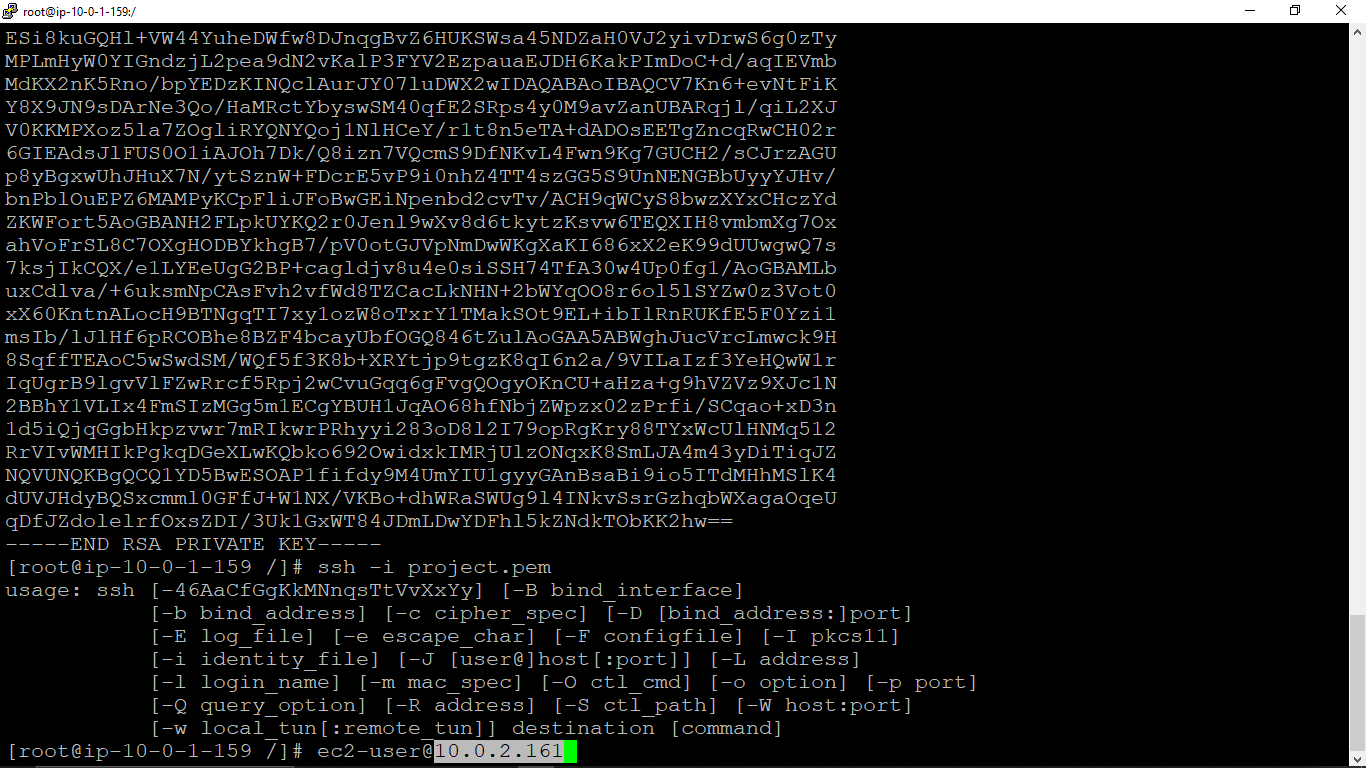 root@ip-10-0-1-159:/
ESi8kuGQHl+VW44YuheDWfw8DJnqgBvZ6HUKSWsa45NDZaH0VJ2yivDrwS6g0zTy
MPLmHyW0YIGndzjL2pea9dN2vKalP3FYV2EzpauaEJDH6KakPImDoC+d/aqIEVmb
MdKX2nK5Rno/bpYEDzKINQclAurJY07luDWX2wIDAQABAoIBAQCV7Kn6+evNtFiK
Y8X9JN9sDArNe3Qo/HaMRctYbyswSM40qfE2SRps4y0M9avZanUBARqjl/qiL2XJ
V0KKMPXoz5la7ZOgliRYQNYQoj1NlHCeY/r1t8n5eTA+dADOsEETgZncqRwCH02r
6GIEAdsJlFUS0O1iAJOh7Dk/Q8izn7VQcmS9DfNKvL4Fwn9Kg7GUCH2/sCJrzAGU
p8yBgxwUhJHuX7N/ytSznW+FDcrE5vP9i0nhZ4TT4szGG5S9UnNENGBbUyyYJHv/
bnPblOuEPZ6MAMPyKCpFliJFoBwGEiNpenbd2cvTv/ACH9qWCyS8bwzXYxCHczYd
ZKWFort5AoGBANH2FLpkUYKQ2r0Jenl9wXv8d6tkytzKsvw6TEQXIH8vmbmXg7Ox
ahVoFrSL8C7OXgHODBYkhgB7/pV0otGJVpNmDwWKgXaKI686xX2eK99dUUwgwQ7s
7ksjIkCQX/e1LYEeUgG2BP+cagldjv8u4e0siSSH74TfA30w4Up0fg1/AoGBAMLb
uxCdlva/+6uksmNpCAsFvh2vfWd8TZCacLkNHN+2bWYqOO8r6ol5lSYZw0z3Vot0
xX60KntnALocH9BTNgqTI7xy1ozW8oTxrY1TMakSOt9EL+ibIlRnRUKfE5F0Yzi1
msIb/lJlHf6pRCOBhe8BZF4bcayUbfOGQ846tZulAoGAA5ABWghJucVrcLmwck9H
8SqffTEAoC5wSwdSM/WQf5f3K8b+XRYtjp9tgzK8qI6n2a/9VILaIzf3YeHQwW1r
IqUgrB9lgvVlFZwRrcf5Rpj2wCvuGqq6gFvgQOgyOKnCU+aHza+g9hVZVz9XJc1N
2BBhY1VLIx4FmSIzMGg5m1ECgYBUH1JqAO68hfNbjZWpzx02zPrfi/SCqao+xD3n
1d5iQjqGgbHkpzvwr7mRIkwrPRhyyi283oD8l2I79opRgKry88TYxWcUlHNMq512
RrVIvWMHIkPgkqDGeXLwKQbko692OwidxkIMRjUlzONqxK8SmLJA4m43yDiTiqJZ
NQVUNQKBgQCQ1YD5BwESOAP1fifdy9M4UmYIU1gyyGAnBsaBi9io5ITdMHhMSlK4
dUVJHdyBQSxcmml0GFfJ+W1NX/VKBo+dhWRaSWUg9l4INkvSsrGzhqbWXagaOqeU
qDfJZdolelrfOxsZDI/3Uk1GxWT84JDmLDwYDFhl5kZNdkTObKK2hw==
-----END RSA PRIVATE KEY-----
[root@ip-10-0-1-159 /]# ssh -i project.pem
usage: ssh [-46AaCfGgKkMNnqsTtVvXxYy] [-B bind_interface]
           [-b bind_address] [-c cipher_spec] [-D [bind_address:]port]
           [-E log_file] [-e escape_char] [-F configfile] [-I pkcs11]
           [-i identity_file] [-J [user@]host[:port]] [-L address]
           [-l login_name] [-m mac_spec] [-O ctl_cmd] [-o option] [-p port]
           [-Q query_option] [-R address] [-S ctl_path] [-W host:port]
           [-w local_tun[:remote_tun]] destination [command]
[root@ip-10-0-1-159 /]# ec2-user@10.0.2.161